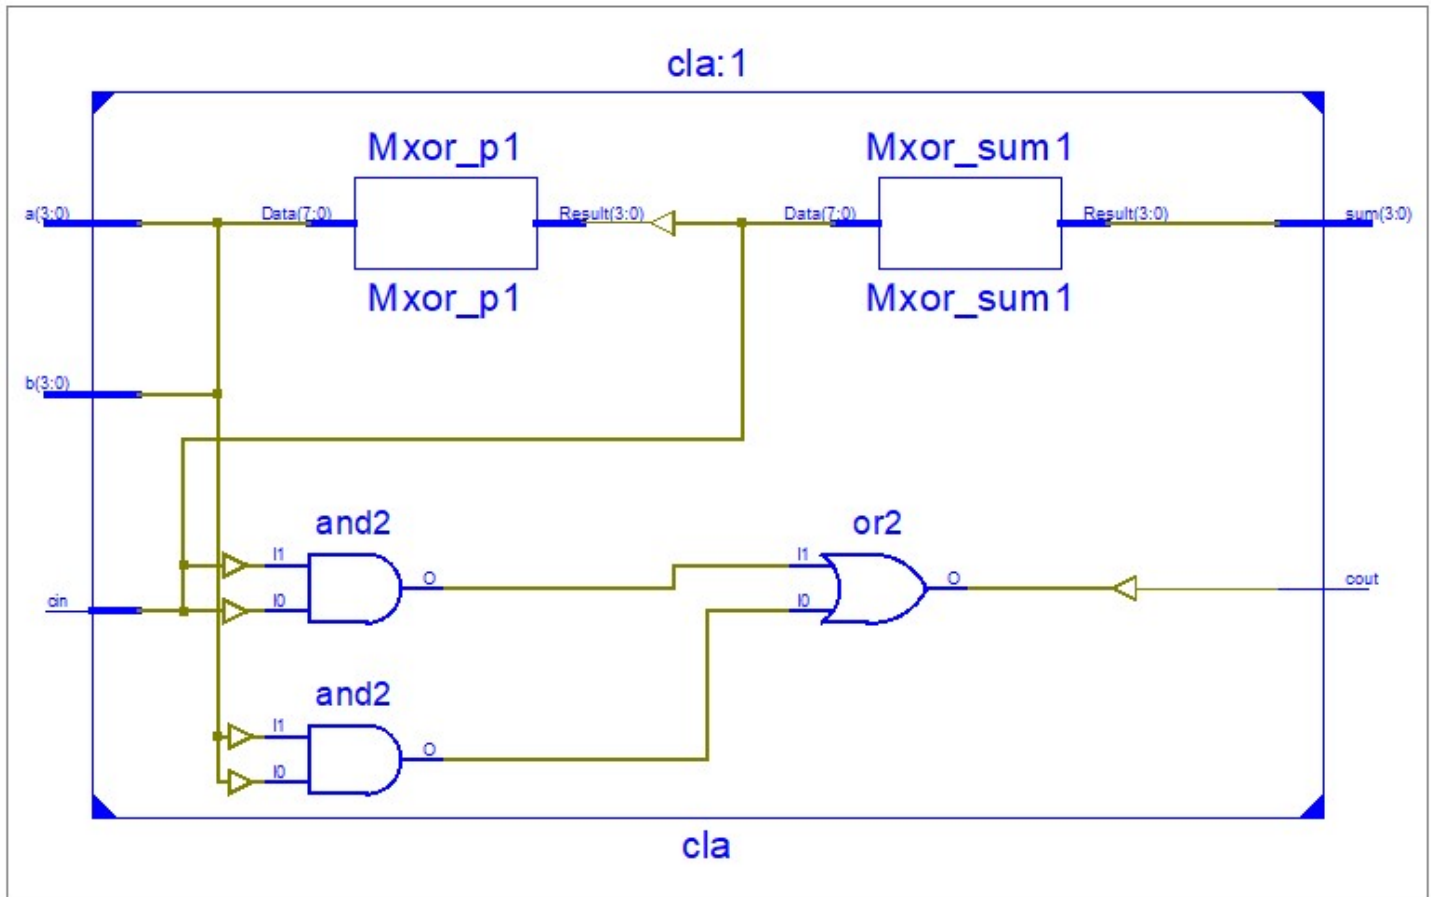 cla:1
Mxor_p1
Mxor_sum1
a(3:0)
Data(7:0)
Result(3:0)
Data(7:0)
Result(3:0)
sum(3:0)
Mxor_p1
Mxor_sum1
b(3:0)
and2
or2
I1
O
I1
O
cout
cin
I0
I0
and2
I1
O
I0
cla